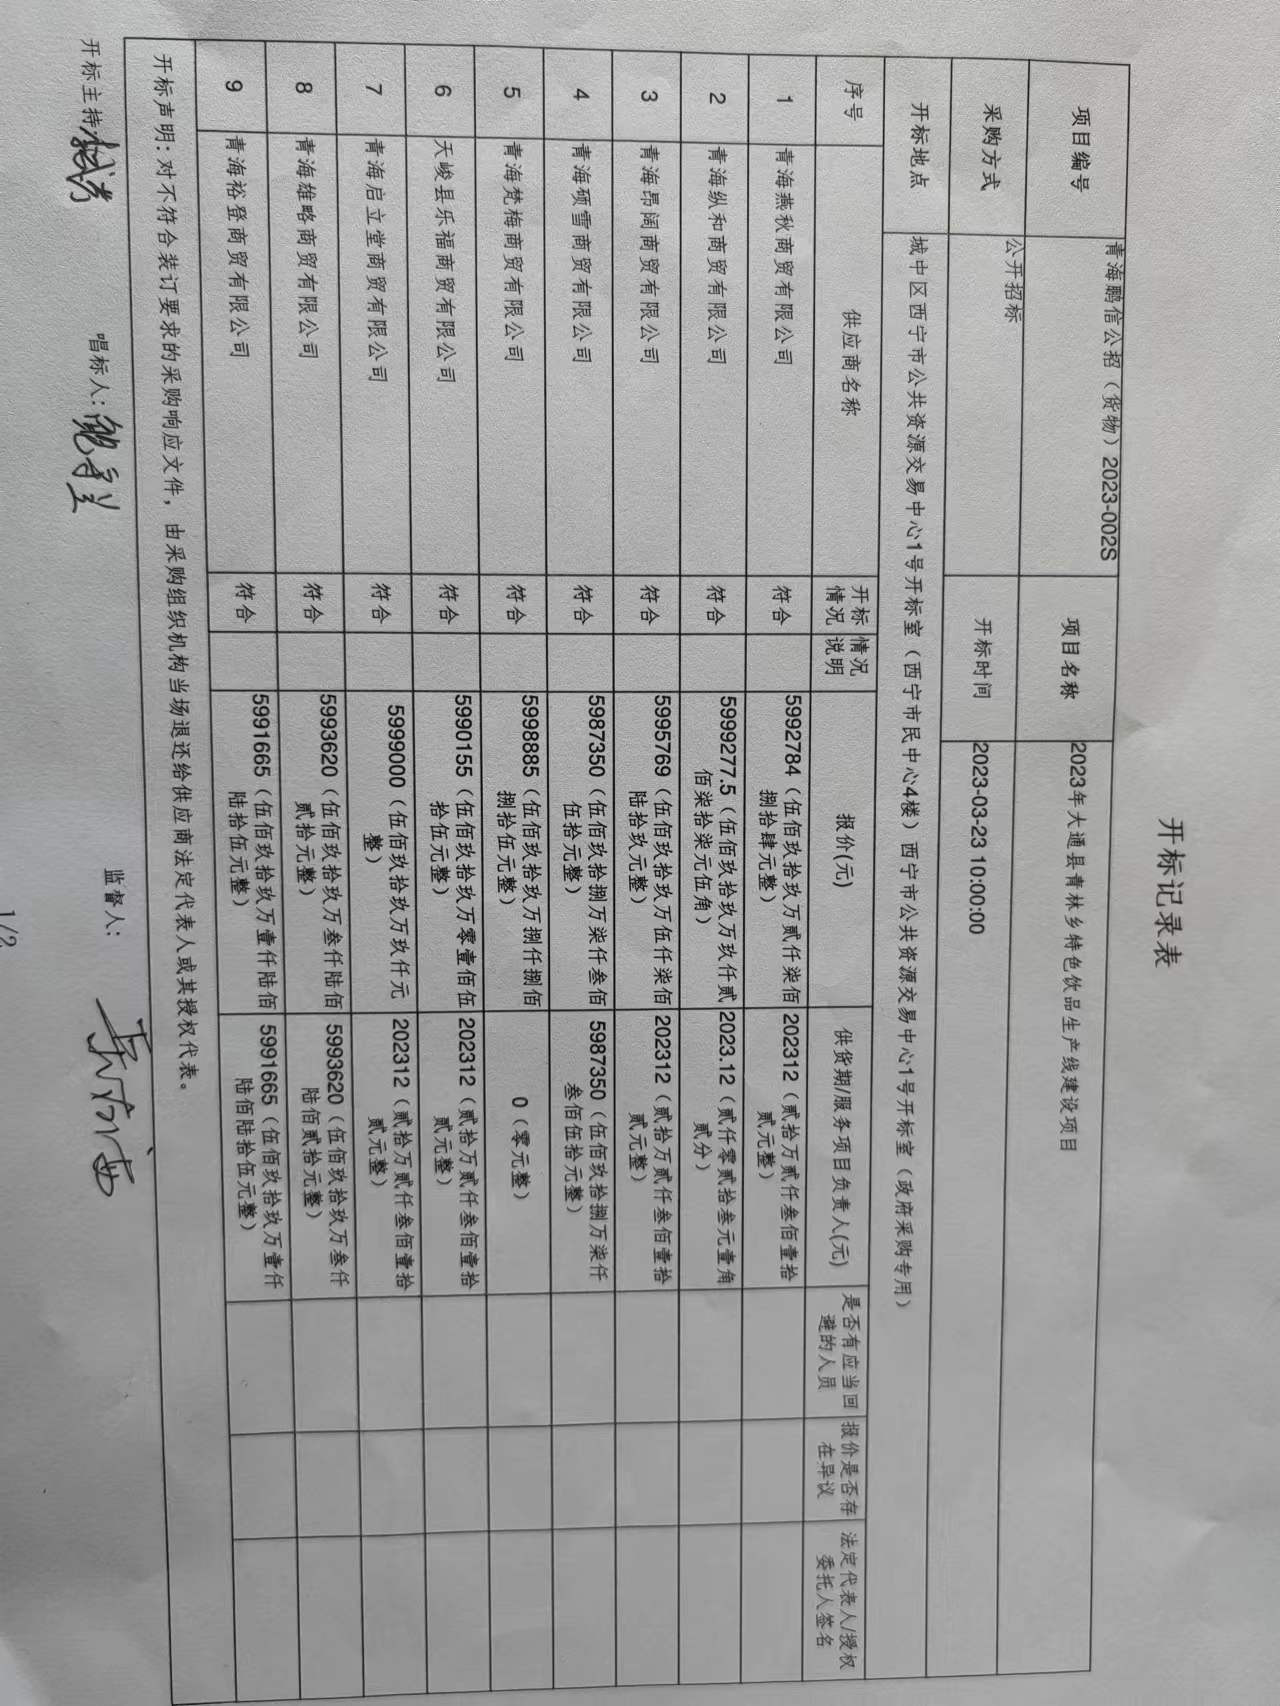 开标记录表
项目编号
青海鹏信公招（货物）2023-002S
项目名称
2023年大通县青林乡特色饮品生产线建设项目
采购方式
公开招标
开标时间
2023-03-23 10:00:00
开标地点
城中区西宁市公共资源交易中心1号开标室（西宁市民中心4楼）西宁市公共资源交易中心1号开标室（政府采购专用）
序号
供应商名称
开标
情况
情况
说明
报价(元)
供货期/服务项目负责人(元)
是否有应当回
避的人员
报价是否存
在异议
法定代表人/授权
委托人签名
1
青海燕秋商贸有限公司
符合
5992784（伍佰玖拾玖万贰仟柒佰
捌拾肆元整）
202312（贰拾万贰仟叁佰壹拾
贰元整）
2
青海纵和商贸有限公司
符合
5999277.5（伍佰玖拾玖万玖仟贰
佰柒拾柒元伍角）
2023.12（贰仟零贰拾叁元壹角
贰分）
3
青海昂阔商贸有限公司
符合
5995769（伍佰玖拾玖万伍仟柒佰
陆拾玖元整）
202312（贰拾万贰仟叁佰壹拾
贰元整）
4
青海硕雪商贸有限公司
符合
5987350（伍佰玖拾捌万柒仟叁佰
伍拾元整）
5987350（伍佰玖拾捌万柒仟
叁佰伍拾元整）
5
青海梵梅商贸有限公司
符合
5998885（伍佰玖拾玖万捌仟捌佰
捌拾伍元整）
0（零元整）
6
天峻县乐福商贸有限公司
符合
5990155（伍佰玖拾玖万零壹佰伍
拾伍元整）
202312（贰拾万贰仟叁佰壹拾
贰元整）
7
青海启立堂商贸有限公司
符合
5999000（伍佰玖拾玖万玖仟元
整）
202312（贰拾万贰仟叁佰壹拾
贰元整）
8
青海雄略商贸有限公司
符合
5993620（伍佰玖拾玖万叁仟陆佰
贰拾元整）
5993620（伍佰玖拾玖万叁仟
陆佰贰拾元整）
9
青海裕登商贸有限公司
符合
5991665（伍佰玖拾玖万壹仟陆佰
陆拾伍元整）
5991665（伍佰玖拾玖万壹仟
陆佰陆拾伍元整）
开标声明：对不符合装订要求的采购响应文件，由采购组织机构当场退还给供应商法定代表人或其授权代表。
开标主持
唱标人：
监督人：
1/2